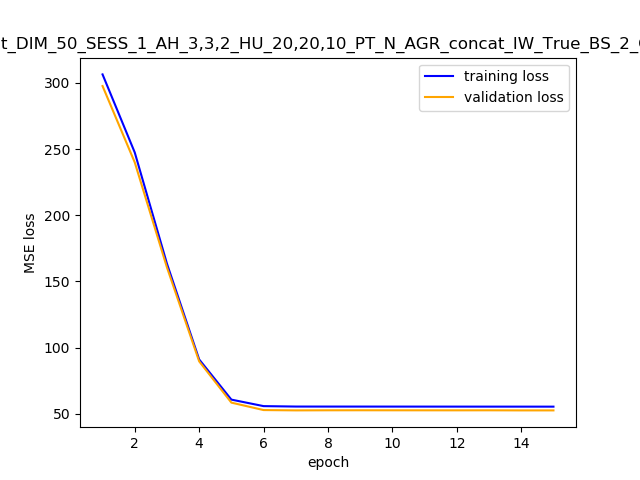 t_DIM_50_SESS_1_AH_3,3,2_HU_20,20,10_PT_N_AGR_concat_IW_True_BS_2_
training loss
validation loss
300
250
200
150
100
50
MSE loss
2 4 6 8 10 12 14
epoch